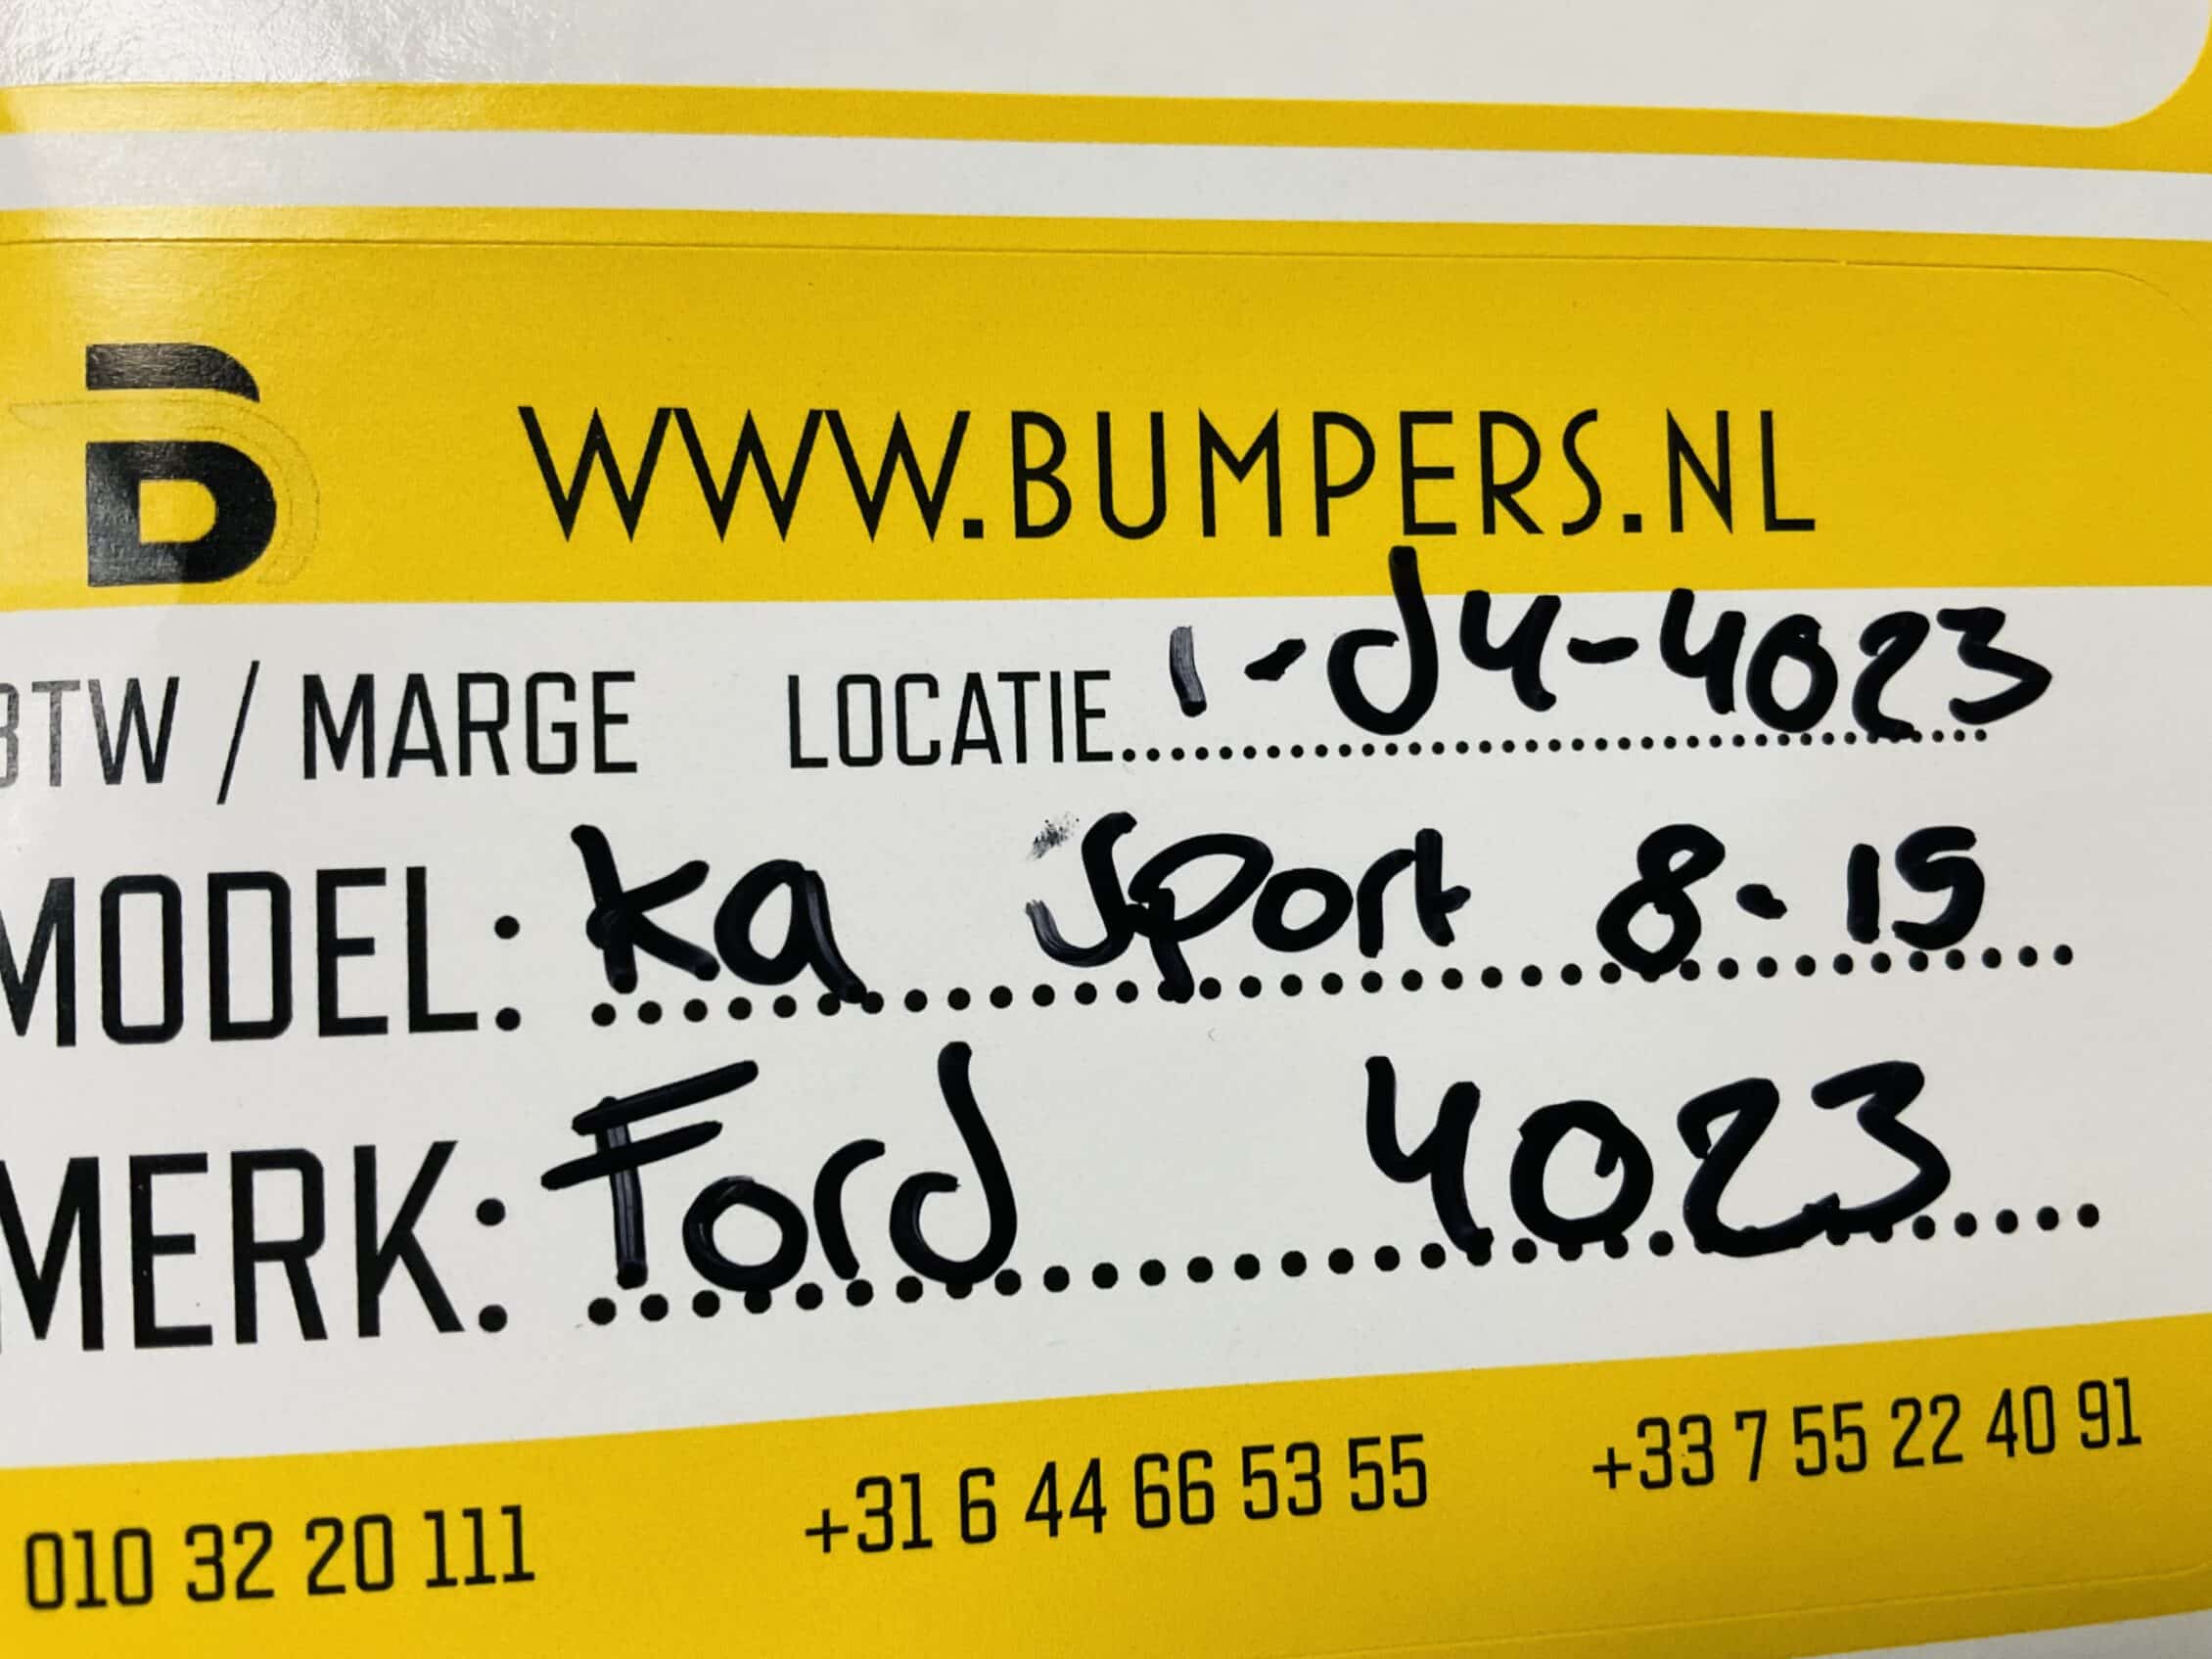 B WWW.BUMPERS.NL
BTW / MARGE LOCATIE 1-d4-4023
MODEL: Ka Sport 8-15
MERK: Ford 4023
010 32 20 111 +31 6 44 66 53 55 +33 7 55 22 40 91